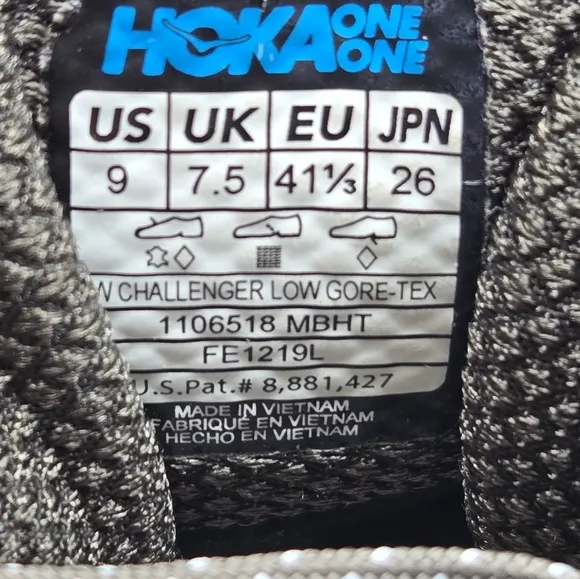 HOKA ONE ONE
US UK EU JPN
9 7.5 41⅓ 26
W CHALLENGER LOW GORE-TEX
1106518 MBHT
FE1219L
U.S.Pat.# 8,881,427
MADE IN VIETNAM
FABRIQUÉ EN VIETNAM
HECHO EN VIETNAM